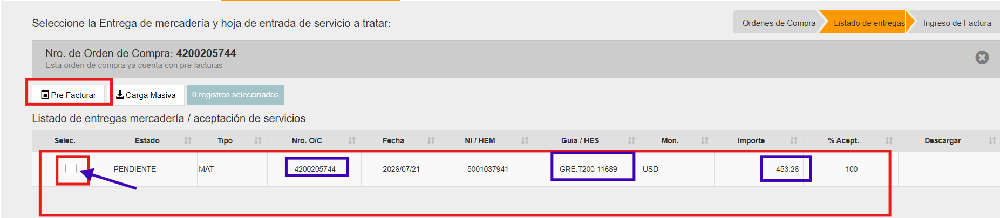 Seleccione la Entrega de mercadería y hoja de entrada de servicio a tratar:
Ordenes de Compra Listado de entregas Ingreso de Factura
Nro. de Orden de Compra: 4200205744
Esta orden de compra ya cuenta con pre facturas
Pre Facturar Carga Masiva 0 registros seleccinados
Listado de entregas mercadería / aceptación de servicios
Selec. Estado Tipo Nro. O/C Fecha NI / HEM Guia / HES Mon. Importe % Acept. Descargar
PENDIENTE MAT 4200205744 2026/07/21 5001037941 GRE.T200-11689 USD 453.26 100